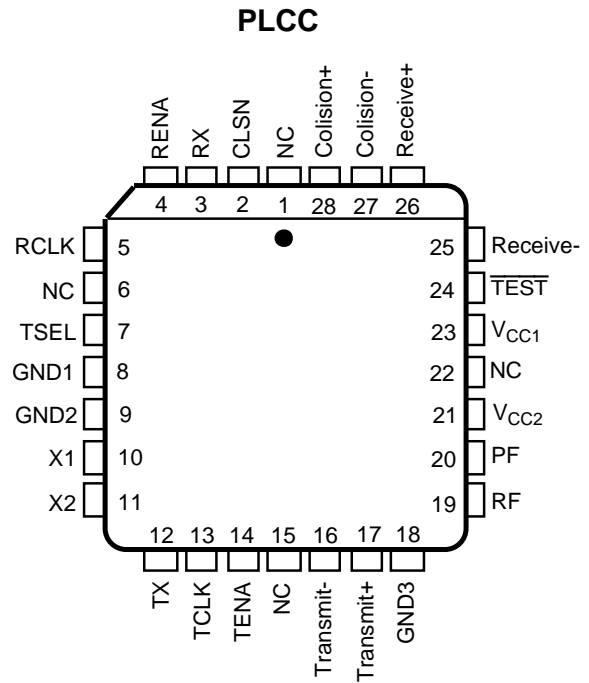 PLCC
RENA
RX
CLSN
NC
Colision+
Colision-
Receive+
4 3 2 1 28 27 26
RCLK 5
NC 6
TSEL 7
GND1 8
GND2 9
X1 10
X2 11
25 Receive-
24 TEST
23 VCC1
22 NC
21 VCC2
20 PF
19 RF
12 13 14 15 16 17 18
TX
TCLK
TENA
NC
Transmit-
Transmit+
GND3